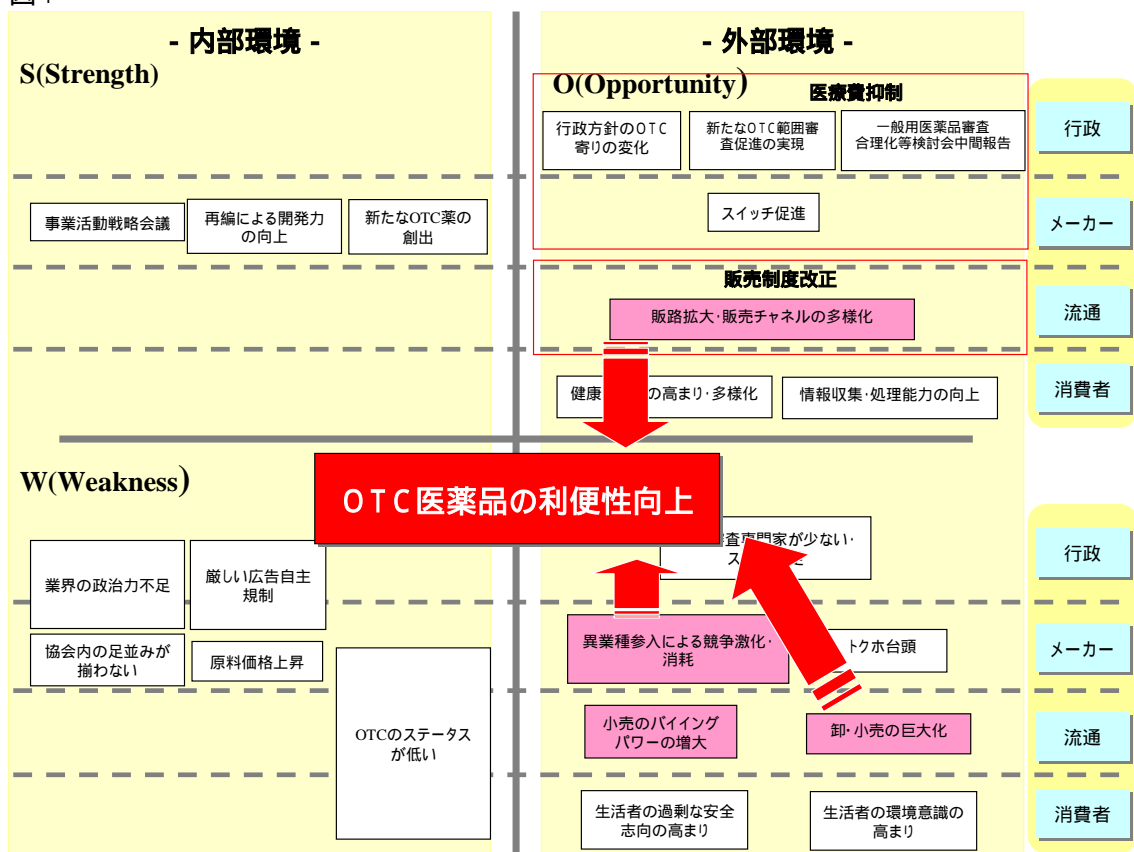 - 内部環境 -
- 外部環境 -
S(Strength)
O(Opportunity)
医療費抑制
行政方針のOTC
寄りの変化
新たなOTC範囲審
査促進の実現
一般用医薬品審査
合理化等検討会中間報告
行政
事業活動戦略会議
再編による開発力
の向上
新たなOTC薬の
創出
スイッチ促進
メーカー
販売制度改正
販路拡大・販売チャネルの多様化
流通
健康
の高まり・多様化
情報収集・処理能力の向上
消費者
W(Weakness)
OTC医薬品の利便性向上
業界の政治力不足
厳しい広告自主
規制
査専門家が少ない・
ス
行政
協会内の足並みが
揃わない
原料価格上昇
異業種参入による競争激化・
消耗
トクホ台頭
メーカー
OTCのステータス
が低い
小売のバイイング
パワーの増大
卸・小売の巨大化
流通
生活者の過剰な安全
志向の高まり
生活者の環境意識の
高まり
消費者